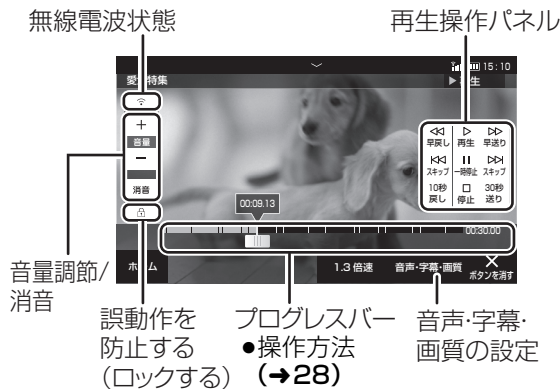 無線電波状態
再生操作パネル
15:10
▶再生
+
音量
−
消音
早戻し 再生 早送り
スキップ 一時停止 スキップ
10秒戻し 停止 30秒送り
00:09.13
00:30.00
ホーム
1.3倍速 音声・字幕・画質 ボタンを消す
音量調節/
消音
誤動作を
防止する
(ロックする)
プログレスバー
●操作方法
(➔28)
音声・字幕・
画質の設定